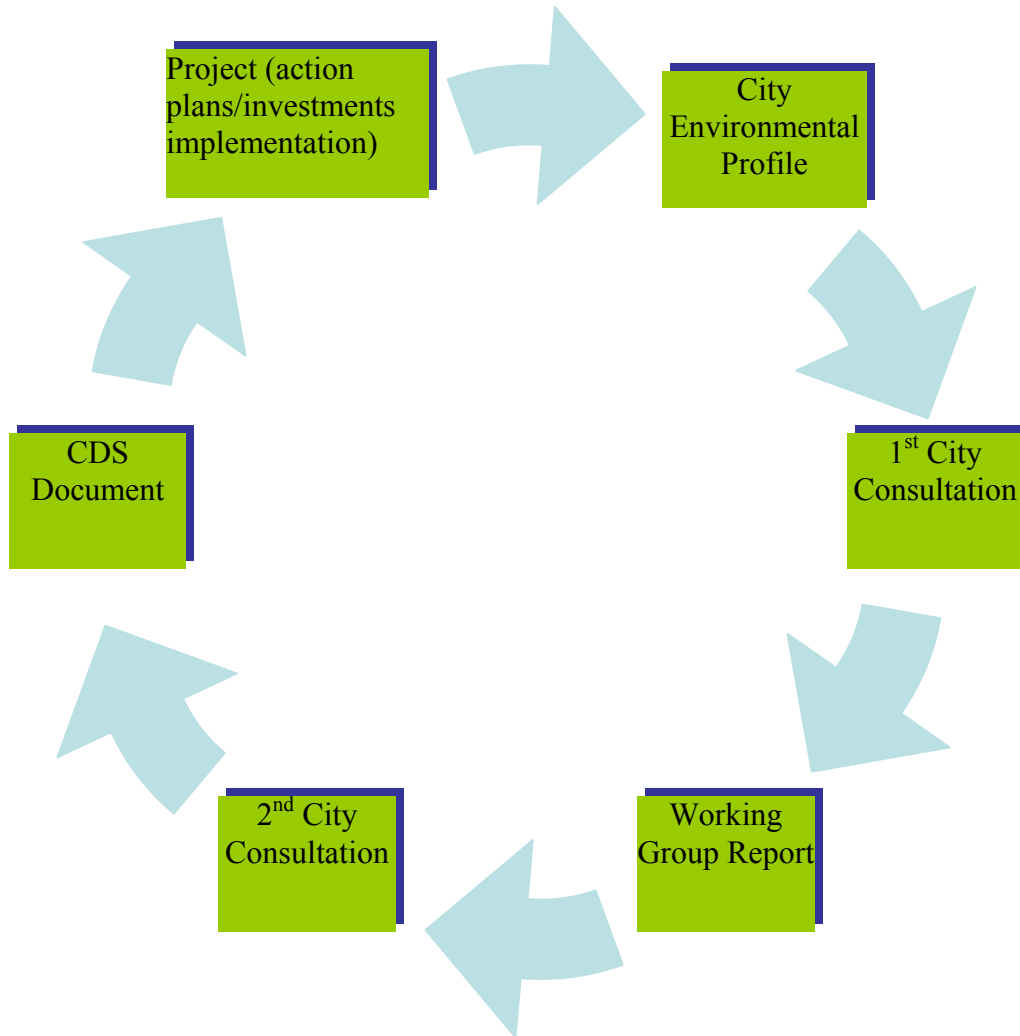 Project (action
plans/investments
implementation)
City
Environmental
Profile
1st City
Consultation
Working
Group Report
2nd City
Consultation
CDS
Document